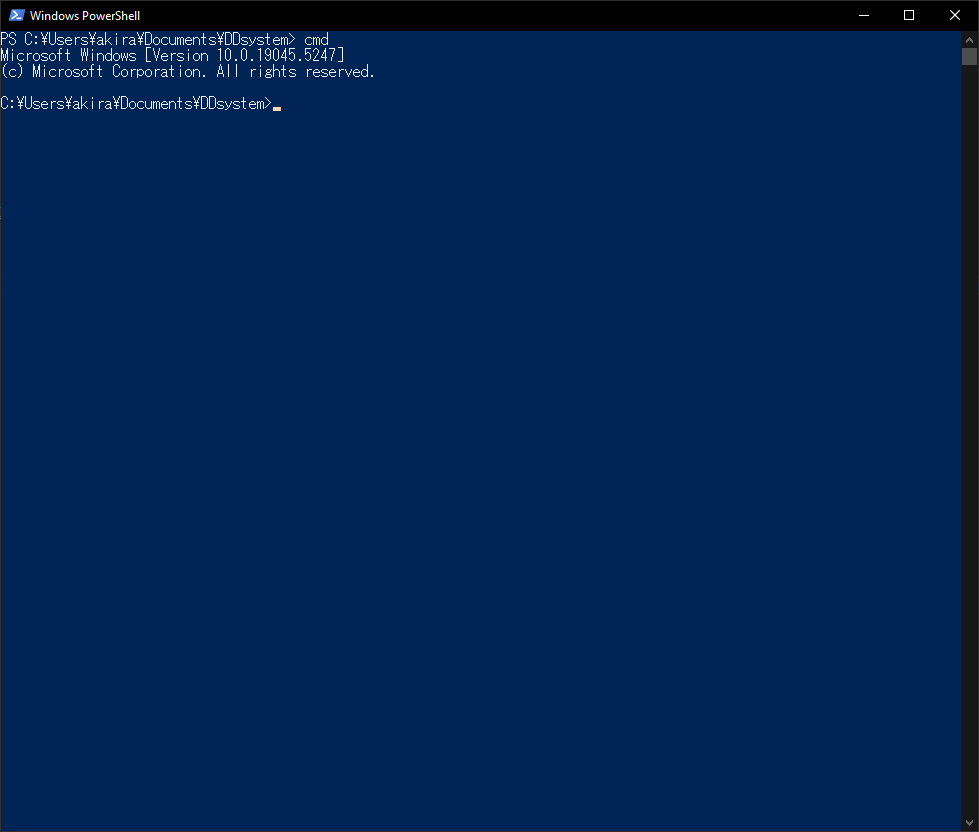 Windows PowerShell
PS C:¥Users¥akira¥Documents¥DDsystem> cmd
Microsoft Windows [Version 10.0.19045.5247]
(c) Microsoft Corporation. All rights reserved.
C:¥Users¥akira¥Documents¥DDsystem>